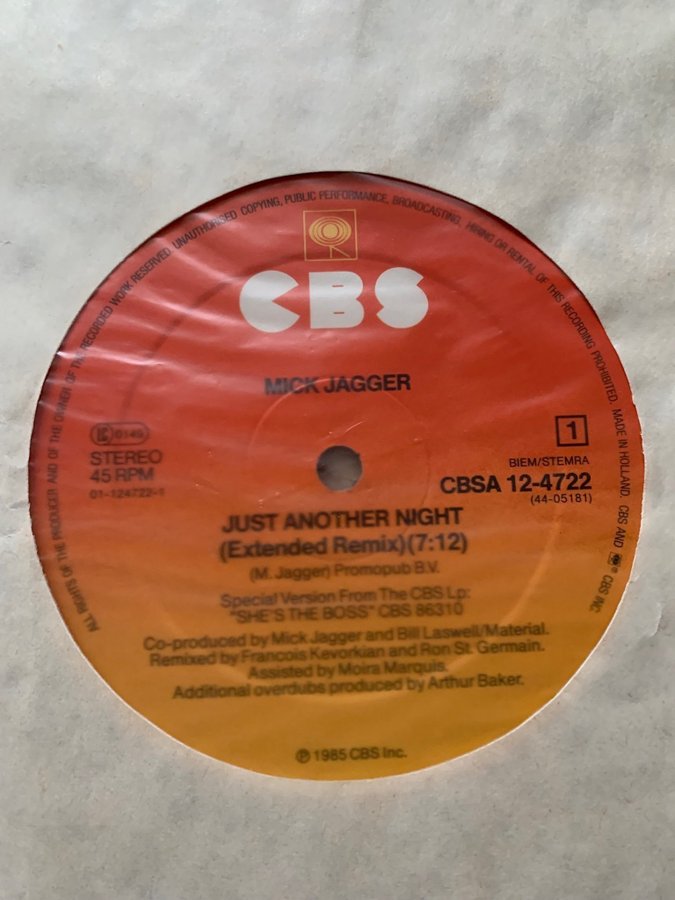 ALL RIGHTS OF THE PRODUCER AND OF THE OWNER OF THE RECORDED WORK RESERVED. UNAUTHORISED COPYING, PUBLIC PERFORMANCE, BROADCASTING, HIRING OR RENTAL OF THIS RECORDING PROHIBITED. MADE IN HOLLAND. CBS AND CBS INC.
CBS
MICK JAGGER
0149
STEREO
45 RPM
01-124722-1
1
BIEM/STEMRA
CBSA 12-4722
(44-05181)
JUST ANOTHER NIGHT
(Extended Remix)(7:12)
(M. Jagger) Promopub B.V.
Special Version From The CBS Lp:
"SHE'S THE BOSS" CBS 86310
Co-produced by Mick Jagger and Bill Laswell/Material.
Remixed by Francois Kevorkian and Ron St. Germain.
Assisted by Moira Marquis.
Additional overdubs produced by Arthur Baker.
℗ 1985 CBS Inc.